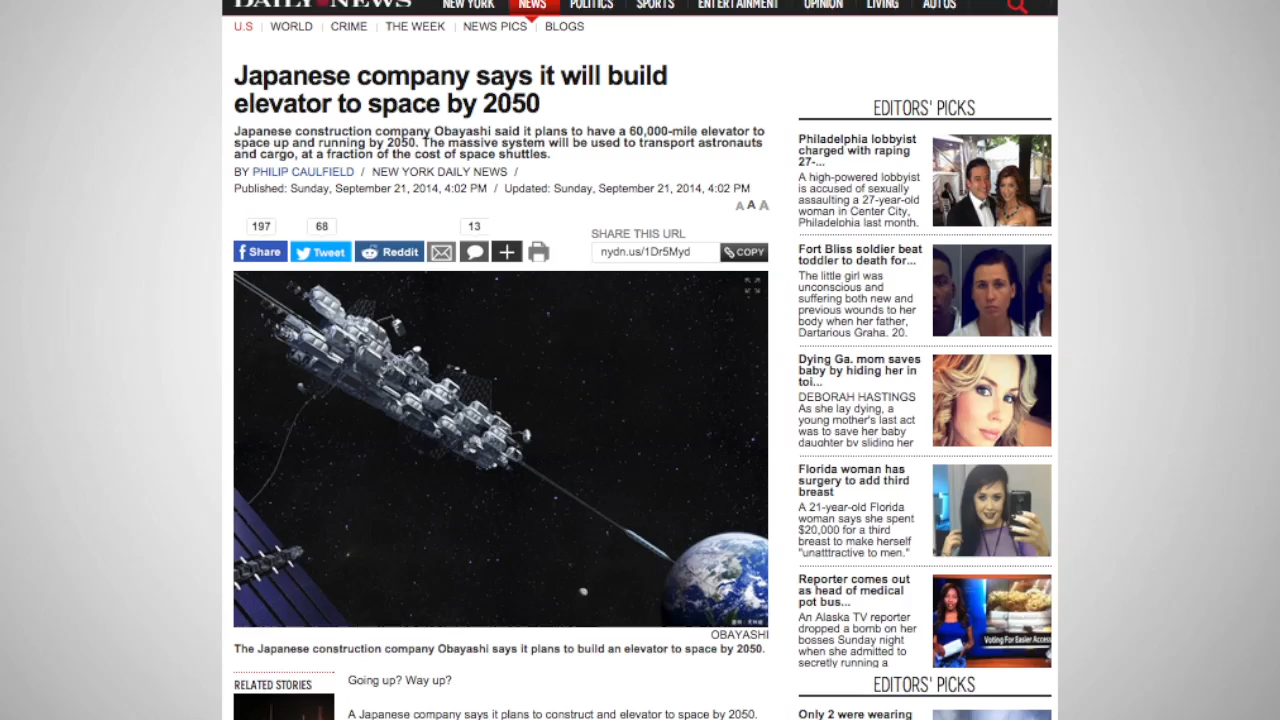 DAILY NEWS
NEW YORK NEWS POLITICS SPORTS ENTERTAINMENT OPINION LIVING AUTOS
U.S WORLD CRIME THE WEEK NEWS PICS BLOGS
Japanese company says it will build
elevator to space by 2050
Japanese construction company Obayashi said it plans to have a 60,000-mile elevator to
space up and running by 2050. The massive system will be used to transport astronauts
and cargo, at a fraction of the cost of space shuttles.
BY PHILIP CAULFIELD / NEW YORK DAILY NEWS /
Published: Sunday, September 21, 2014, 4:02 PM / Updated: Sunday, September 21, 2014, 4:02 PM
A A A
197 68 13
Share Tweet Reddit
SHARE THIS URL
nydn.us/1Dr5Myd COPY
OBAYASHI
The Japanese construction company Obayashi says it plans to build an elevator to space by 2050.
RELATED STORIES
Going up? Way up?
A Japanese company says it plans to construct and elevator to space by 2050.
EDITORS' PICKS
Philadelphia lobbyist
charged with raping
27-...
A high-powered lobbyist
is accused of sexually
assaulting a 27-year-old
woman in Center City,
Philadelphia last month.
Fort Bliss soldier beat
toddler to death for...
The little girl was
unconscious and
suffering both new and
previous wounds to her
body when her father,
Dartarious Graha. 20.
Dying Ga. mom saves
baby by hiding her in
toi...
DEBORAH HASTINGS
As she lay dying, a
young mother's last act
was to save her baby
daughter by sliding her
Florida woman has
surgery to add third
breast
A 21-year-old Florida
woman says she spent
$20,000 for a third
breast to make herself
"unatttractive to men."
Reporter comes out
as head of medical
pot bus...
An Alaska TV reporter
dropped a bomb on her
bosses Sunday night
when she admitted to
secretly running a
Voting For Easier Access
EDITORS' PICKS
Only 2 were wearing